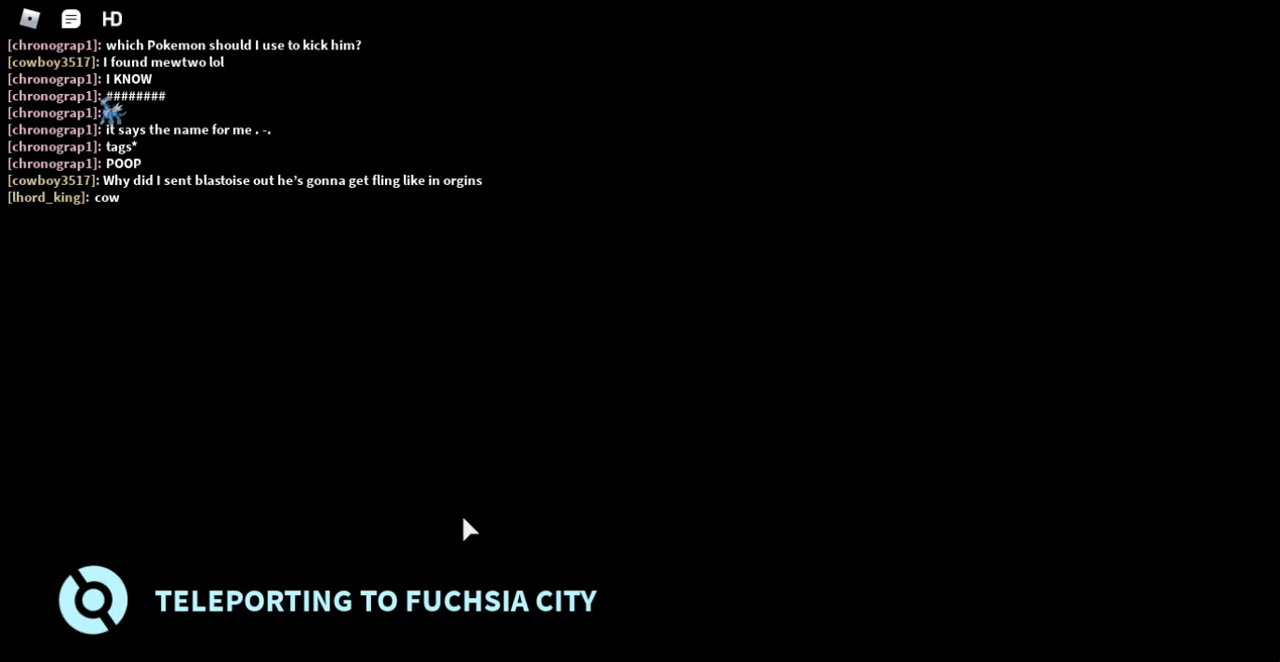 HD
[chronograp1]: which Pokemon should I use to kick him?
[cowboy3517]: I found mewtwo lol
[chronograp1]: I KNOW
[chronograp1]: ########
[chronograp1]:
[chronograp1]: it says the name for me . -.
[chronograp1]: tags*
[chronograp1]: POOP
[cowboy3517]: Why did I sent blastoise out he’s gonna get fling like in orgins
[lhord_king]: cow
TELEPORTING TO FUCHSIA CITY